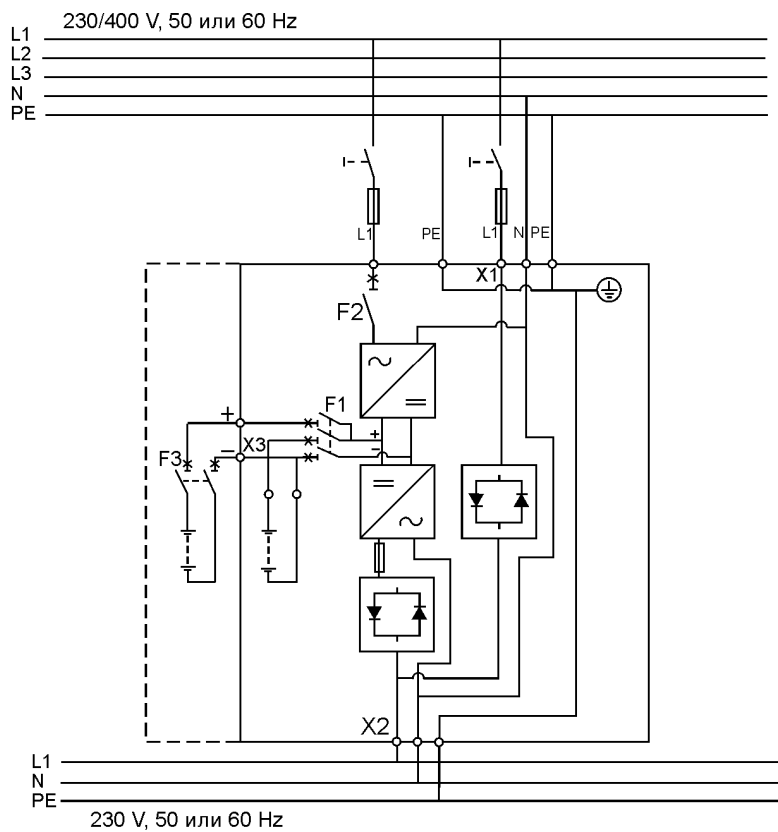 230/400 V, 50 или 60 Hz
L1
L2
L3
N
PE
L1 PE L1 N PE
X1
F2
F1
+
+
X3
−
−
F3
X2
L1
N
PE
230 V, 50 или 60 Hz